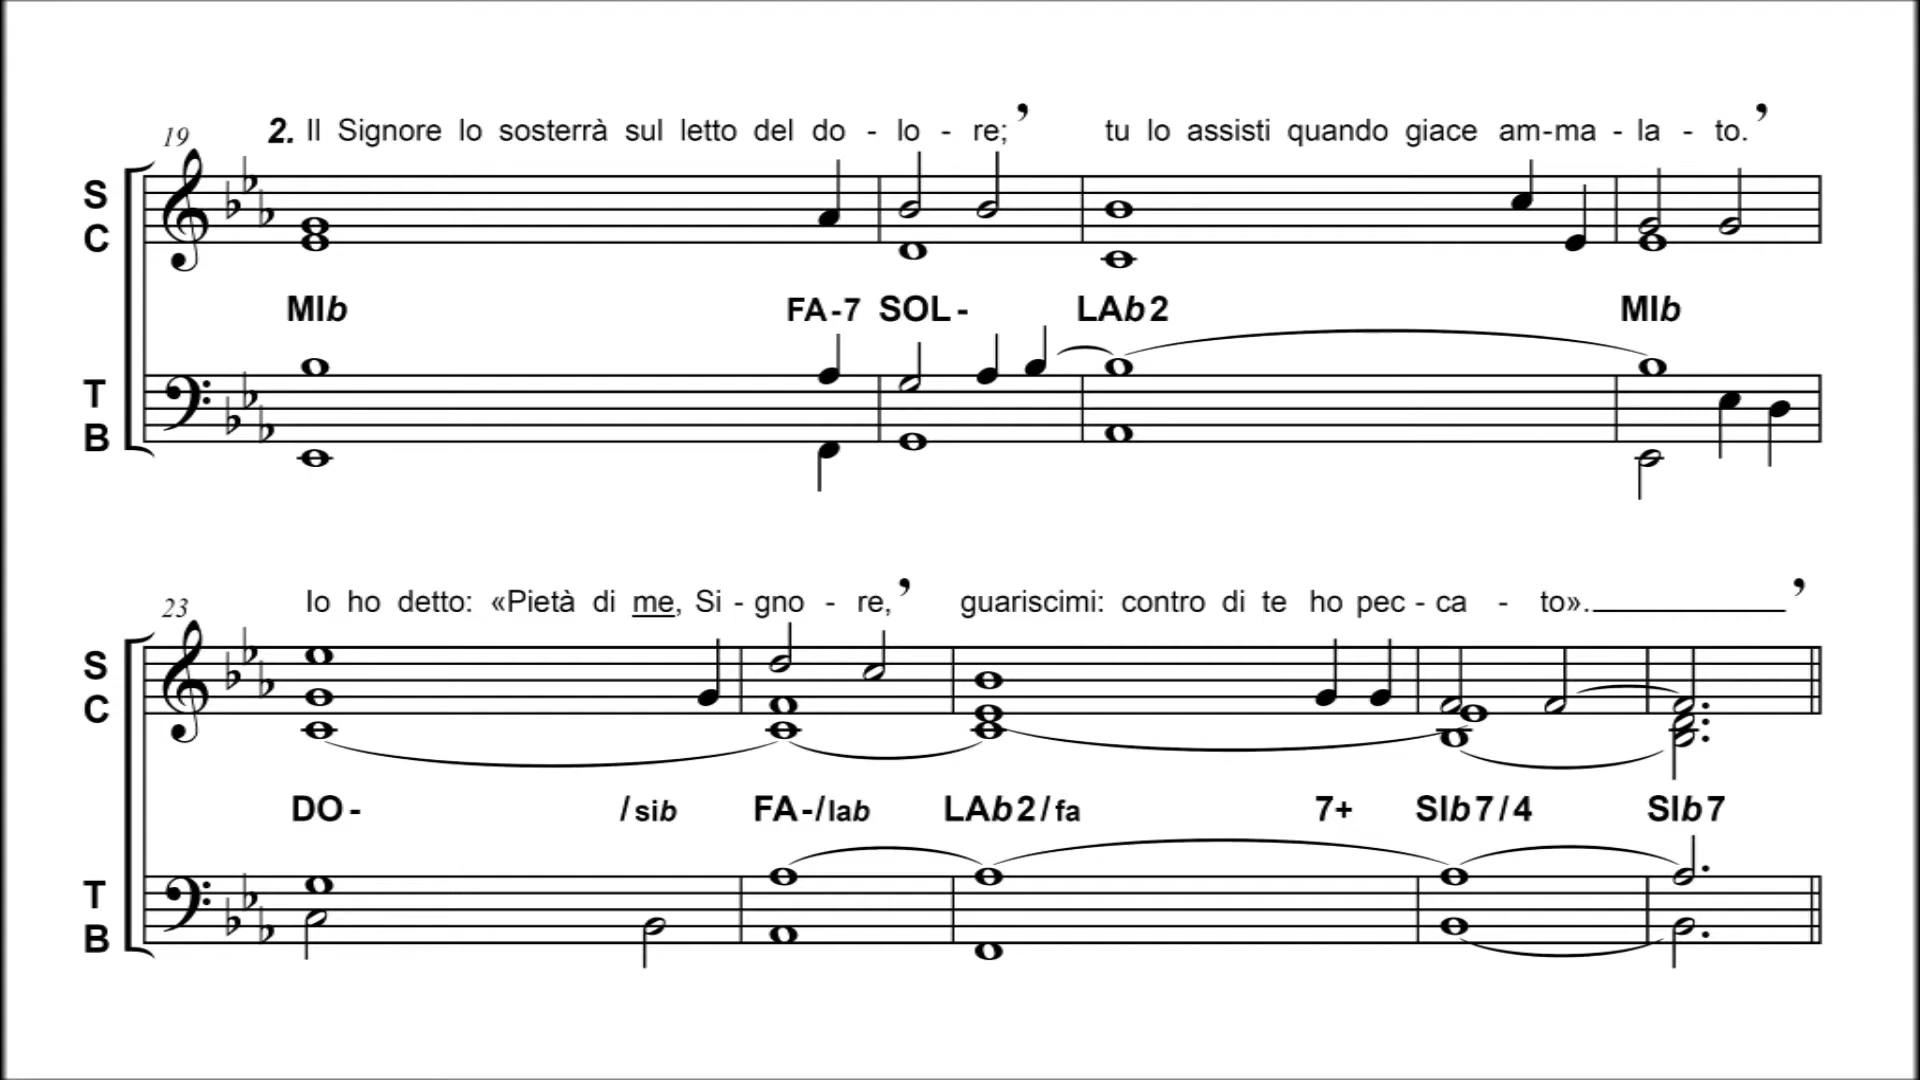 19 2. Il Signore lo sosterrà sul letto del do - lo - re;’ tu lo assisti quando giace am-ma - la - to.’
S
C
MIb FA-7 SOL- LAb2 MIb
T
B
23 Io ho detto: «Pietà di me, Si - gno - re,’ guariscimi: contro di te ho pec - ca - to».’
S
C
DO- /sib FA-/lab LAb2/fa 7+ SIb7/4 SIb7
T
B